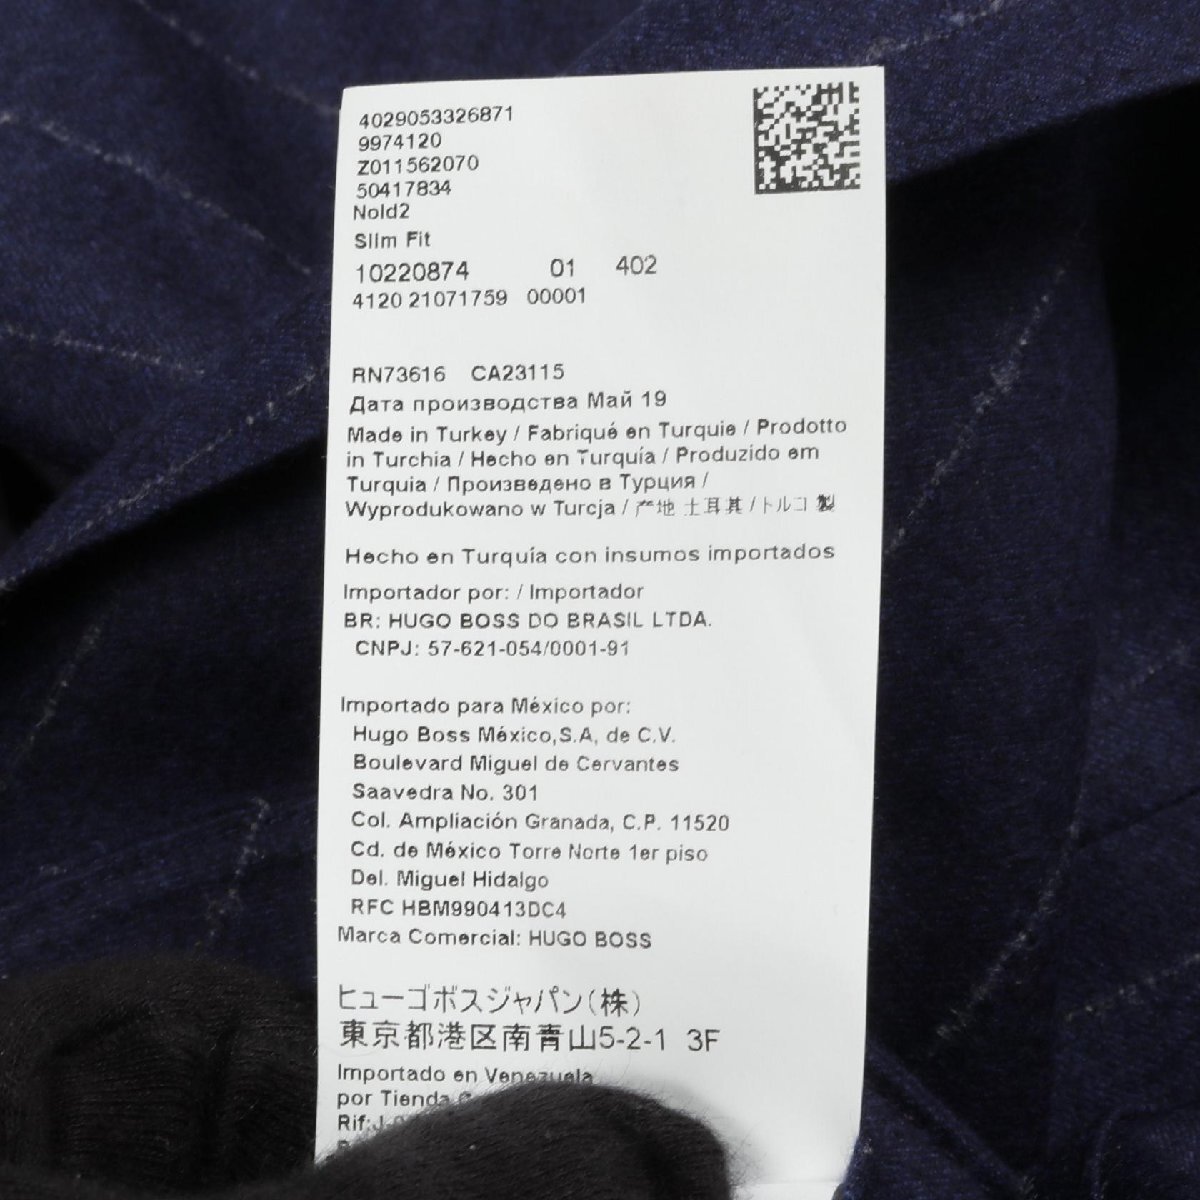 4029053326871
9974120
Z011562070
50417834
Nold2
Slim Fit
10220874 01 402
4120 21071759 00001
RN73616 CA23115
Дата производства Май 19
Made in Turkey / Fabriqué en Turquie / Prodotto
in Turchia / Hecho en Turquía / Produzido em
Turquia / Произведено в Турция /
Wyprodukowano w Turcja / 产地 土耳其 / トルコ 製
Hecho en Turquía con insumos importados
Importador por: / Importador
BR: HUGO BOSS DO BRASIL LTDA.
CNPJ: 57-621-054/0001-91
Importado para México por:
Hugo Boss México,S.A, de C.V.
Boulevard Miguel de Cervantes
Saavedra No. 301
Col. Ampliación Granada, C.P. 11520
Cd. de México Torre Norte 1er piso
Del. Miguel Hidalgo
RFC HBM990413DC4
Marca Comercial: HUGO BOSS
ヒューゴボスジャパン(株)
東京都港区南青山5-2-1 3F
Importado en Venezuela
por Tienda
Rif:J-